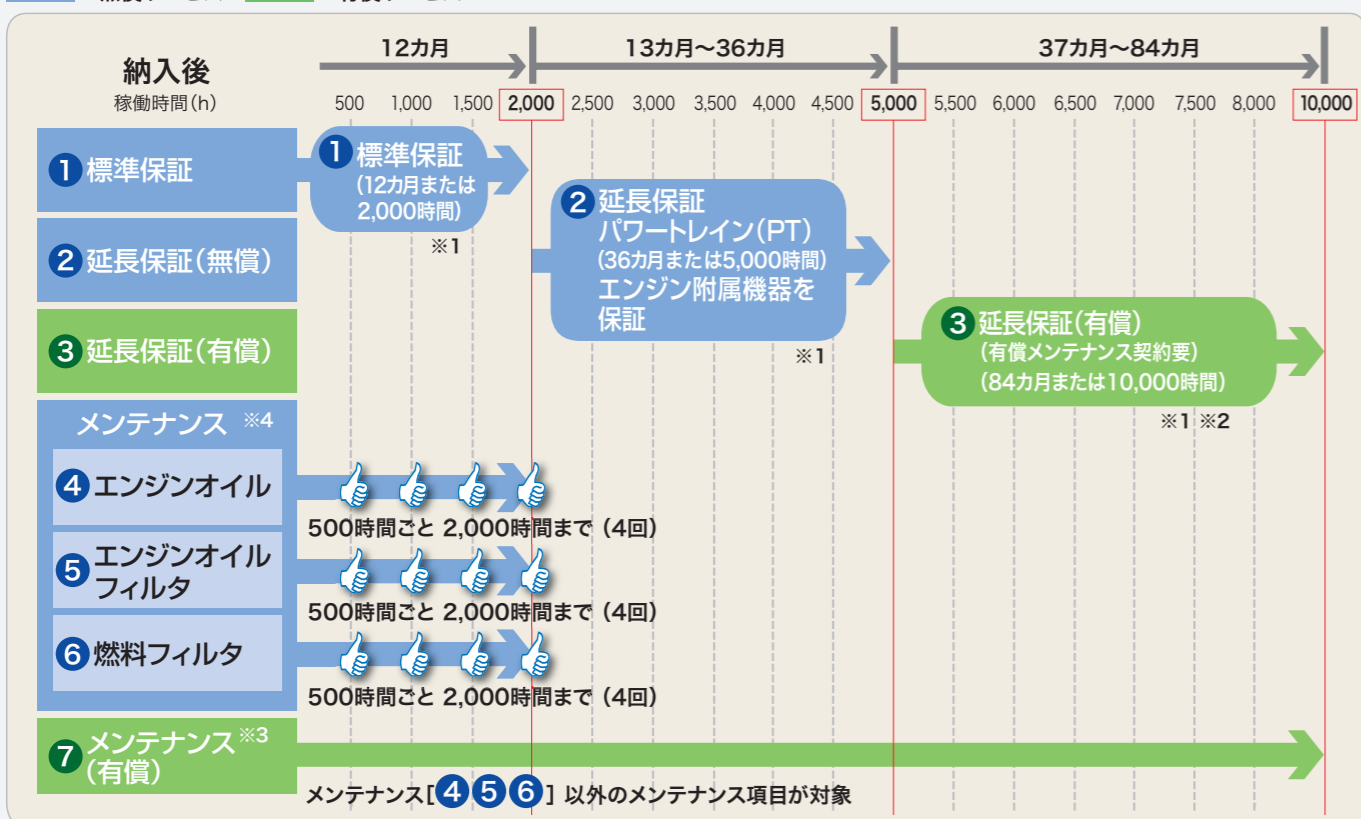 12カ月 13カ月～36カ月 37カ月～84カ月
納入後
稼働時間(h) 500 1,000 1,500 2,000 2,500 3,000 3,500 4,000 4,500 5,000 5,500 6,000 6,500 7,000 7,500 8,000 10,000
❶標準保証
❶標準保証
(12カ月または
2,000時間)
※1
❷延長保証(無償)
❷延長保証
パワートレイン(PT)
(36カ月または5,000時間)
エンジン附属機器を
保証
※1
❸延長保証(有償)
❸延長保証(有償)
(有償メンテナンス契約要)
(84カ月または10,000時間)
※1 ※2
メンテナンス ※4
❹エンジンオイル
500時間ごと 2,000時間まで (4回)
❺エンジンオイル
フィルタ
500時間ごと 2,000時間まで (4回)
❻燃料フィルタ
500時間ごと 2,000時間まで (4回)
❼メンテナンス※3
(有償)
メンテナンス[❹❺❻] 以外のメンテナンス項目が対象